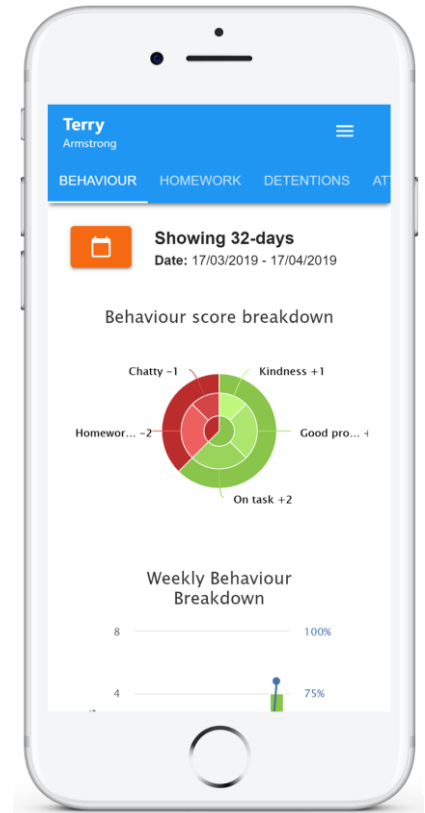 Terry
Armstrong
BEHAVIOUR HOMEWORK DETENTIONS AT
Showing 32-days
Date: 17/03/2019 - 17/04/2019
Behaviour score breakdown
Chatty -1 Kindness +1
Homewor... -2 Good pro...
On task +2
Weekly Behaviour
Breakdown
8 100%
4 75%